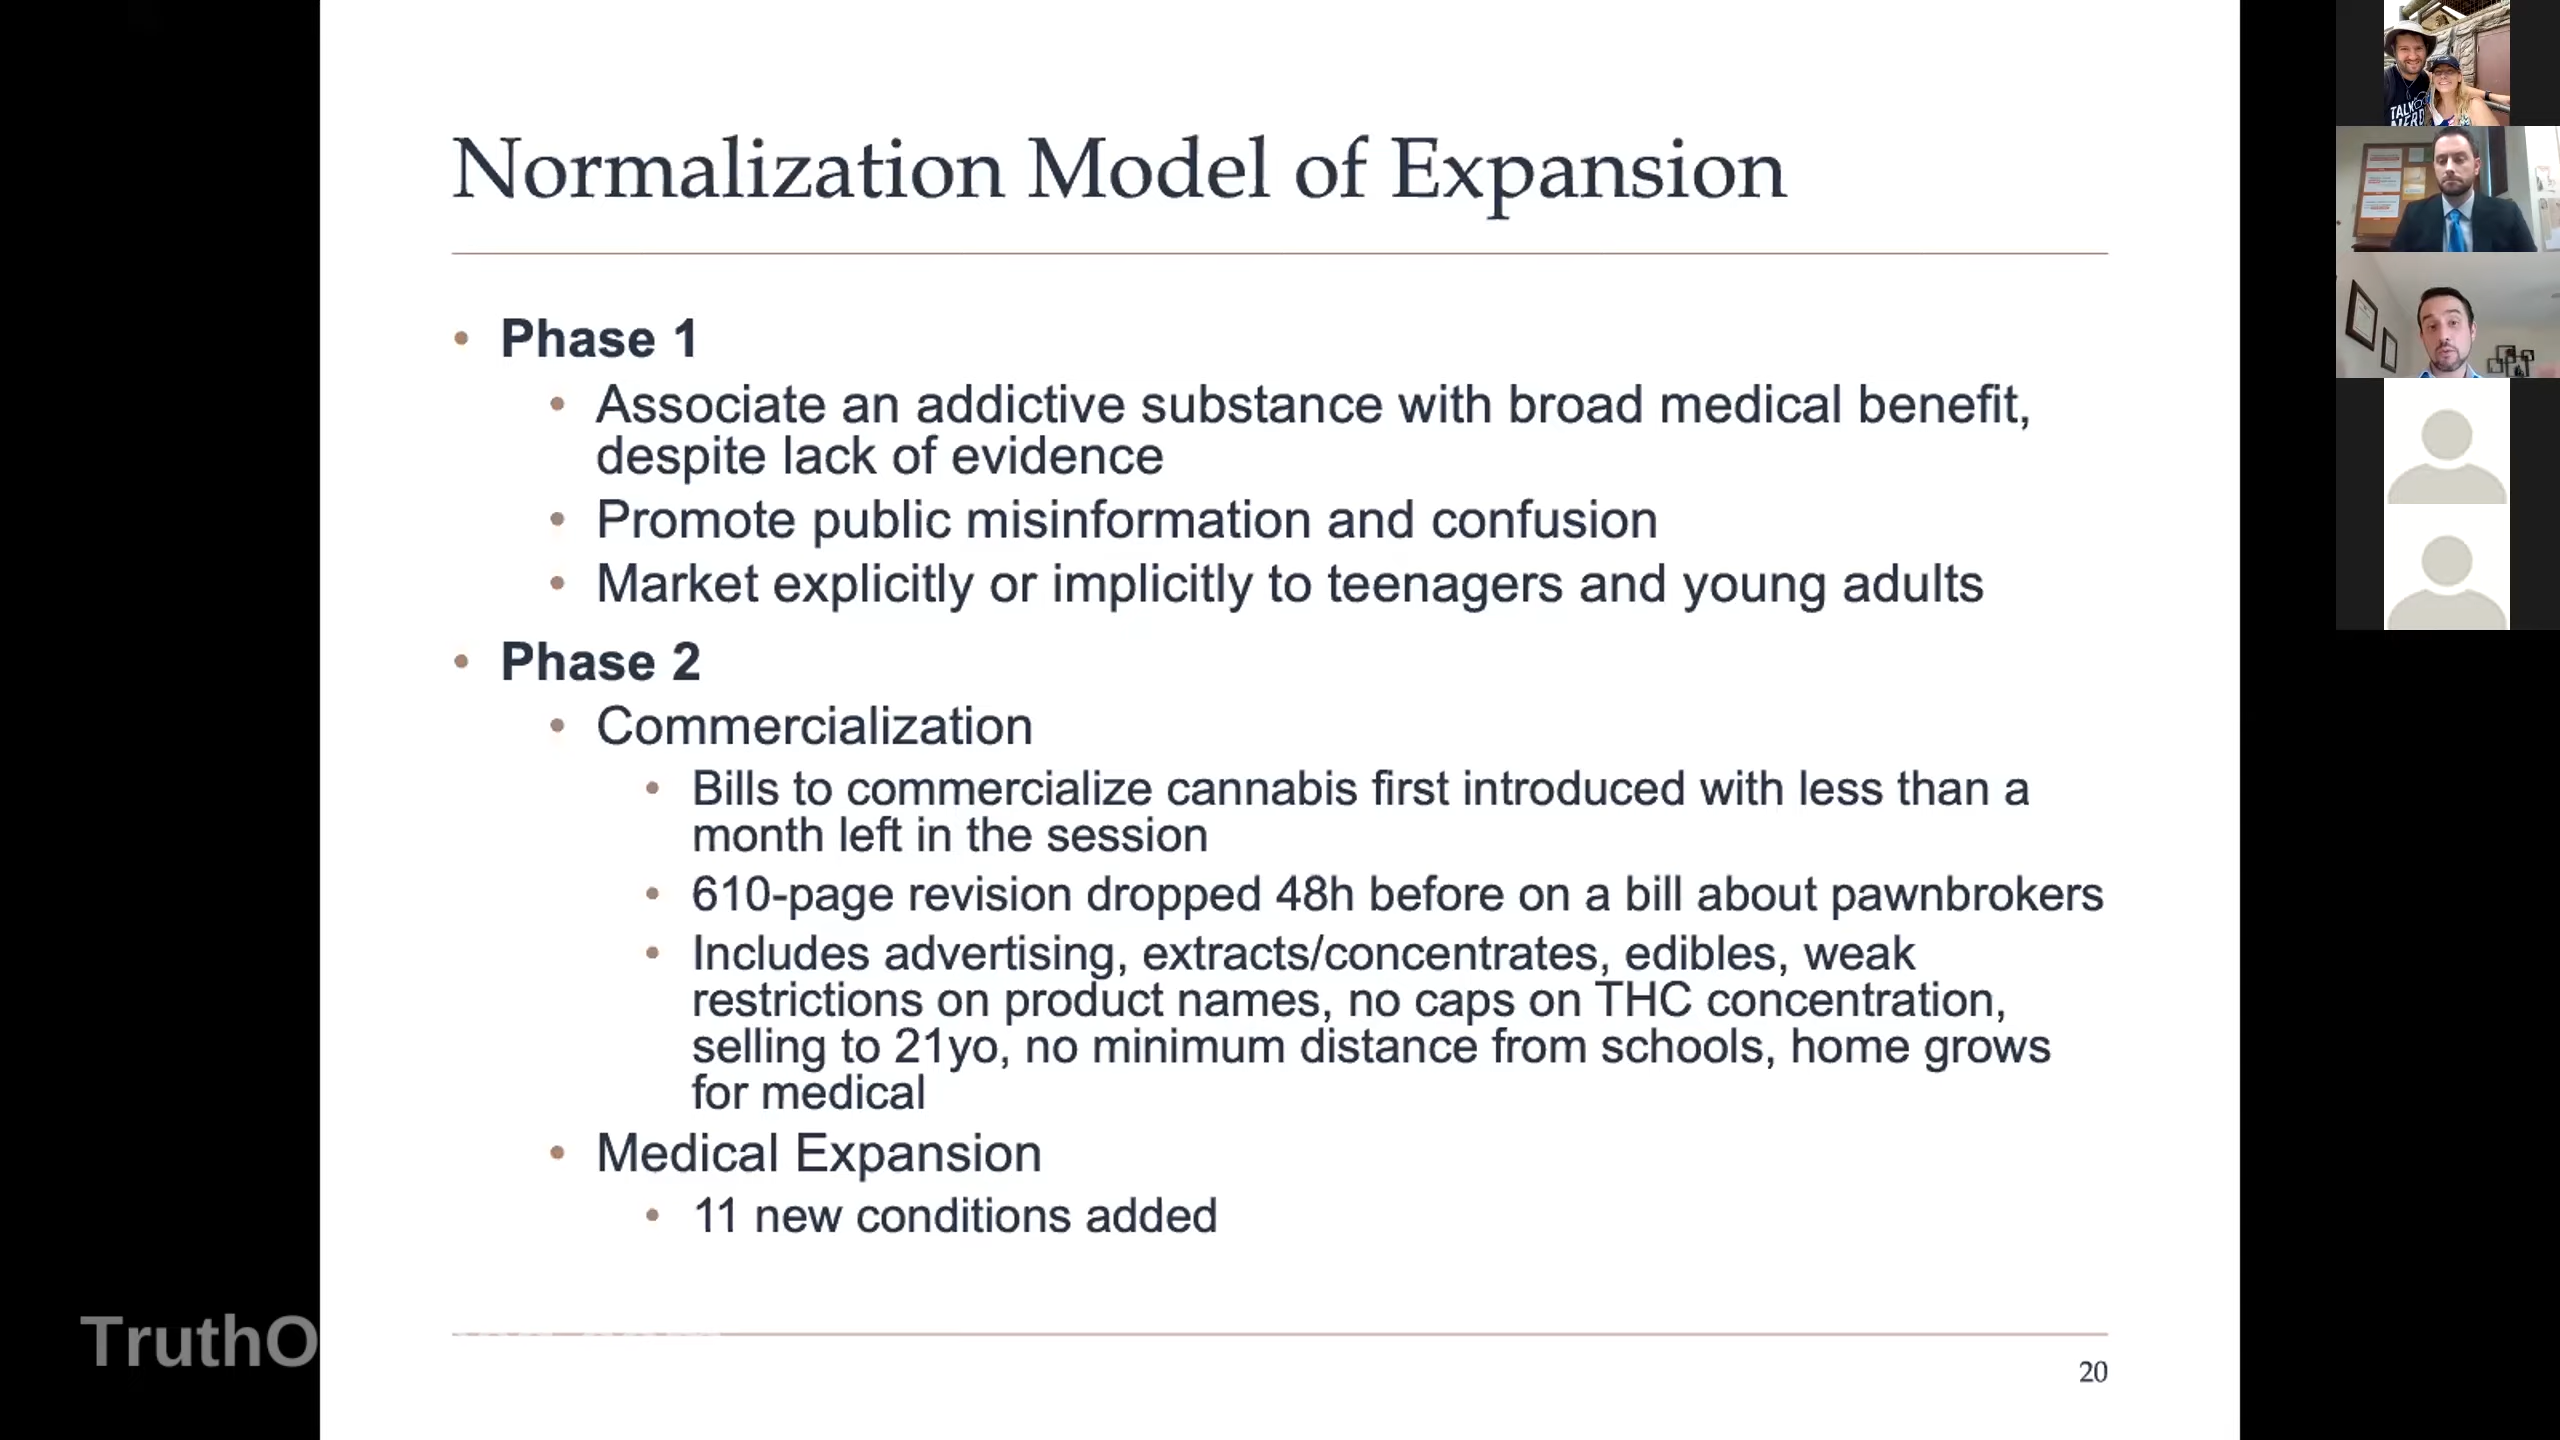 Normalization Model of Expansion
• Phase 1
• Associate an addictive substance with broad medical benefit,
despite lack of evidence
• Promote public misinformation and confusion
• Market explicitly or implicitly to teenagers and young adults
• Phase 2
• Commercialization
• Bills to commercialize cannabis first introduced with less than a
month left in the session
• 610-page revision dropped 48h before on a bill about pawnbrokers
• Includes advertising, extracts/concentrates, edibles, weak
restrictions on product names, no caps on THC concentration,
selling to 21yo, no minimum distance from schools, home grows
for medical
• Medical Expansion
• 11 new conditions added
20
TruthO
TALK
NERD